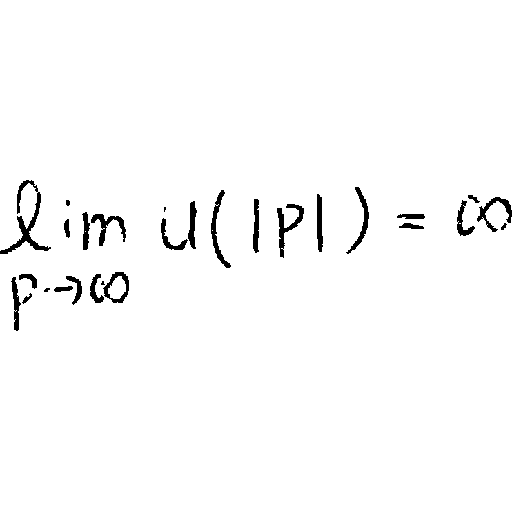 lim u(|p|) = ∞
p→∞